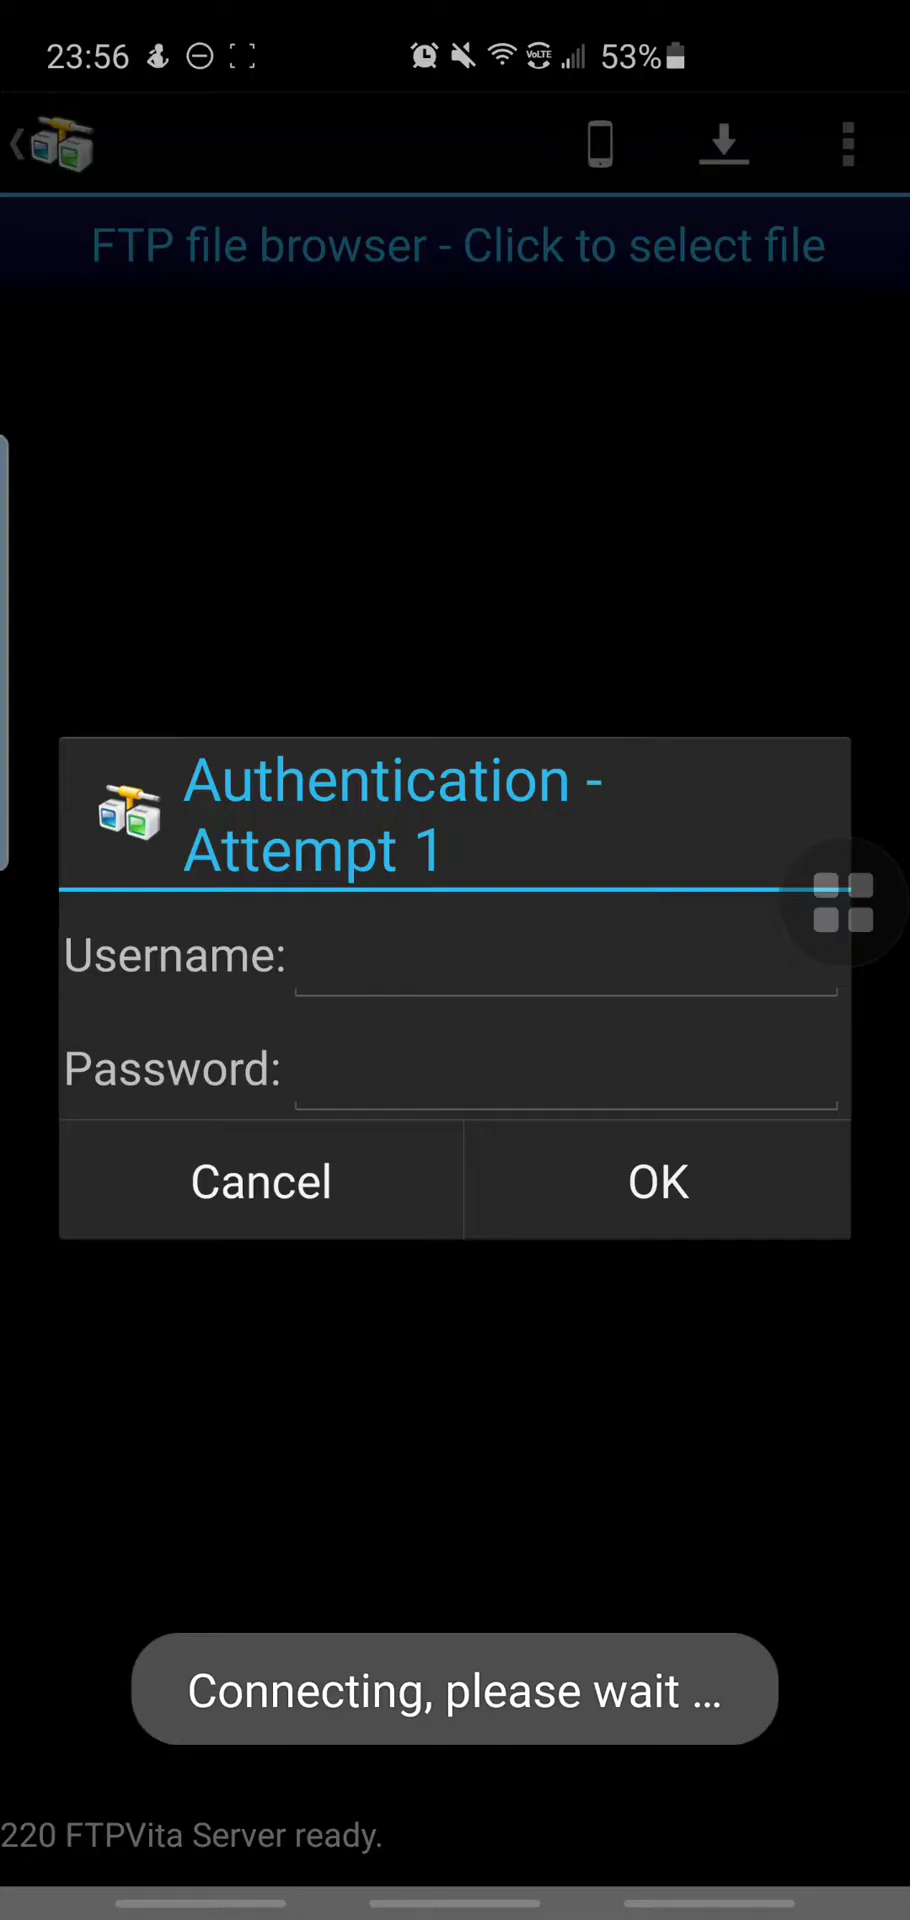 23:56
VoLTE
53%
FTP file browser - Click to select file
Authentication -
Attempt 1
Username:
Password:
Cancel
OK
Connecting, please wait ...
220 FTPVita Server ready.